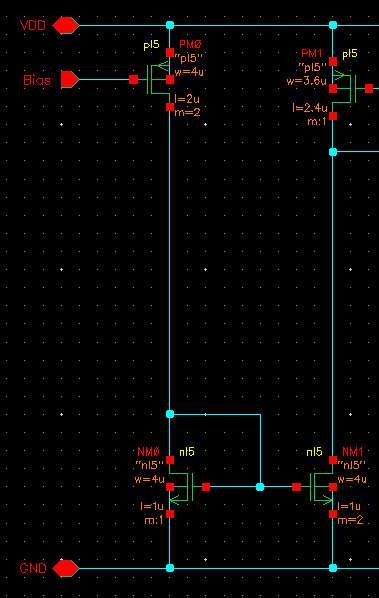 VDD
pl5
PM0
"pl5"
w=4u
l=2u
m=2
Bias
PM1
pl5
"pl5"
w=3.6u
l=2.4u
m:1
NM0
nl5
"nl5"
w=4u
l=1u
m:1
nl5
NM1
"nl5"
w=4u
l=1u
m=2
GND